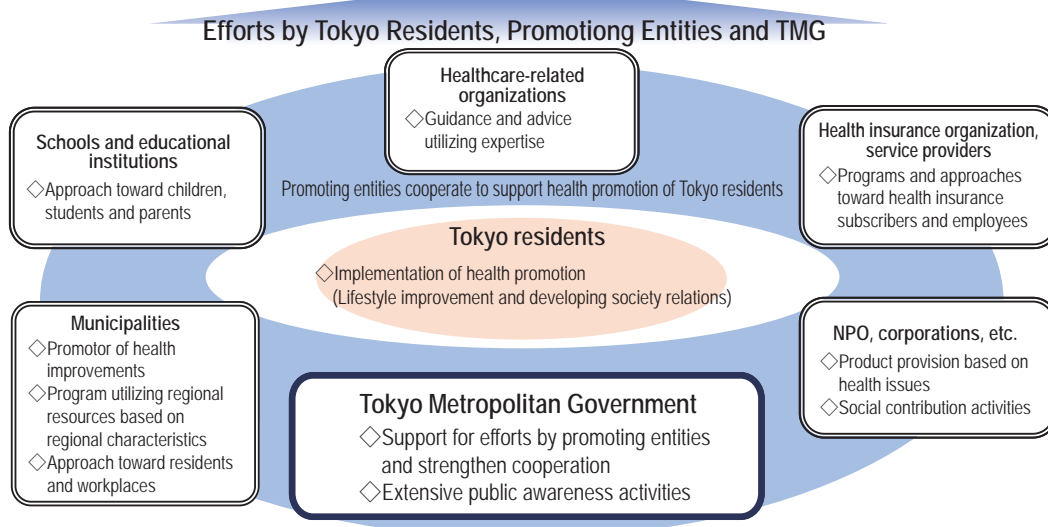 Efforts by Tokyo Residents, Promotiong Entities and TMG
Healthcare-related
organizations
◇Guidance and advice
utilizing expertise
Schools and educational
institutions
◇Approach toward children,
students and parents
Health insurance organization,
service providers
◇Programs and approaches
toward health insurance
subscribers and employees
Promoting entities cooperate to support health promotion of Tokyo residents
Tokyo residents
◇Implementation of health promotion
(Lifestyle improvement and developing society relations)
Municipalities
◇Promotor of health
improvements
◇Program utilizing regional
resources based on
regional characteristics
◇Approach toward residents
and workplaces
Tokyo Metropolitan Government
◇Support for efforts by promoting entities
and strengthen cooperation
◇Extensive public awareness activities
NPO, corporations, etc.
◇Product provision based on
health issues
◇Social contribution activities